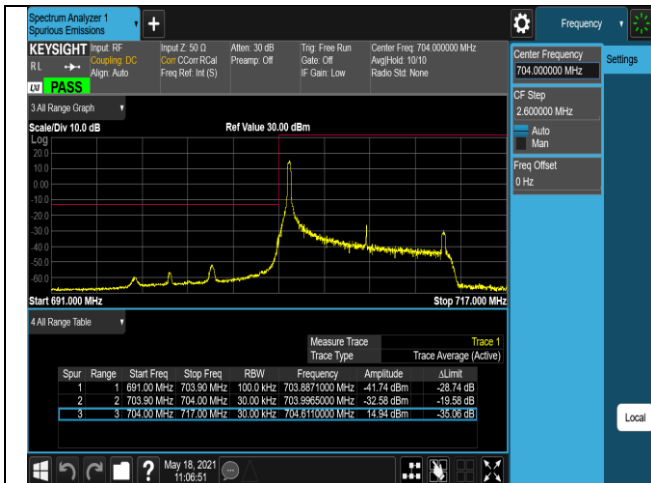 Spectrum Analyzer 1
Spurious Emissions
Frequency
KEYSIGHT
Input: RF
Coupling: DC
Align: Auto
Input Z: 50 Ω
Corr CCorr RCal
Freq Ref: Int (S)
Atten: 30 dB
Preamp: Off
Trig: Free Run
Gate: Off
IF Gain: Low
Center Freq: 704.000000 MHz
Avg|Hold: 10/10
Radio Std: None
RL
LXI
PASS
Center Frequency
704.000000 MHz
Settings
CF Step
2.600000 MHz
Auto
Man
Freq Offset
0 Hz
3 All Range Graph
Scale/Div 10.0 dB
Ref Value 30.00 dBm
Log
20.0
10.0
0.00
-10.0
-20.0
-30.0
-40.0
-50.0
-60.0
Start 691.000 MHz
Stop 717.000 MHz
4 All Range Table
Measure Trace Trace 1
Trace Type Trace Average (Active)
Spur Range Start Freq Stop Freq RBW Frequency Amplitude ΔLimit
1 1 691.00 MHz 703.90 MHz 100.0 kHz 703.8871000 MHz -41.74 dBm -28.74 dB
2 2 703.90 MHz 704.00 MHz 30.00 kHz 703.9965000 MHz -32.58 dBm -19.58 dB
3 3 704.00 MHz 717.00 MHz 30.00 kHz 704.6110000 MHz 14.94 dBm -35.06 dB
Local
?
May 18, 2021
11:06:51